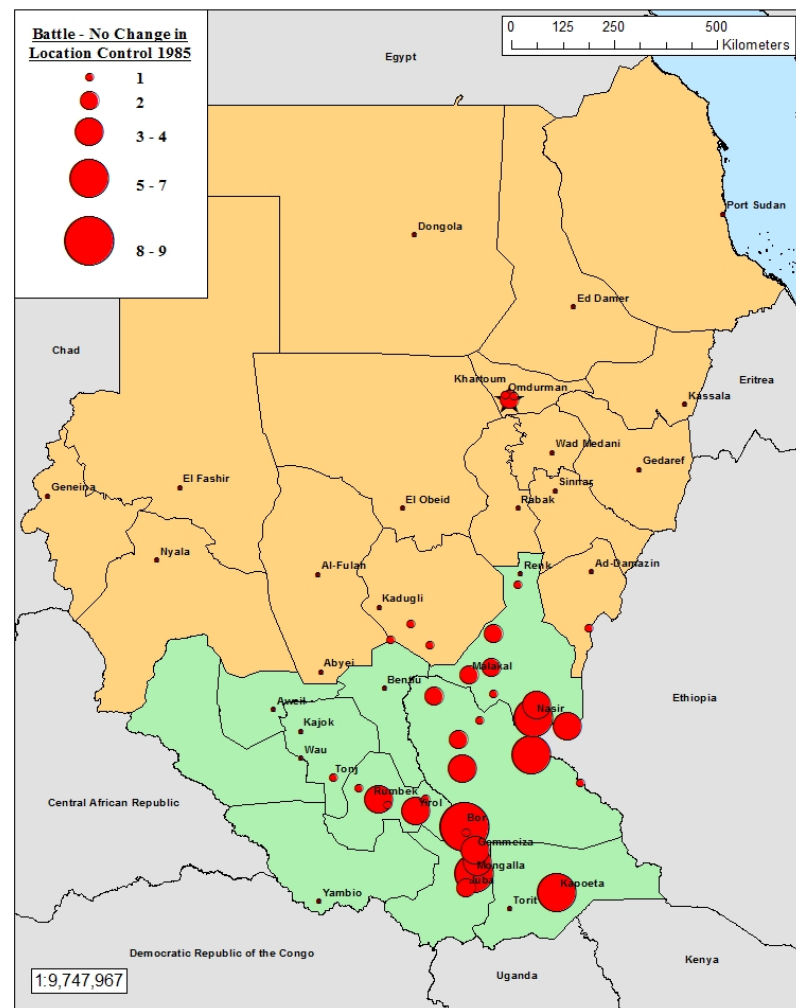 Battle - No Change in
Location Control 1985
1
2
3 - 4
5 - 7
8 - 9
0 125 250 500
Kilometers
Egypt
Port Sudan
Dongola
Ed Damer
Chad
Eritrea
Khartoum
Omdurman
Kassala
Wad Medani
Gedaref
El Fashir
Sinnar
Geneina
El Obeid
Rabak
Nyala
Al-Fulah
Renk
Ad-Damazin
Kadugli
Abyei
Malakal
Bentiu
Ethiopia
Aweil
Nasir
Kajok
Wau
Tonj
Central African Republic
Rumbek
Yirol
Bor
Gemmeiza
Mongalla
Juba
Kapoeta
Yambio
Torit
Democratic Republic of the Congo
Kenya
Uganda
1:9,747,967